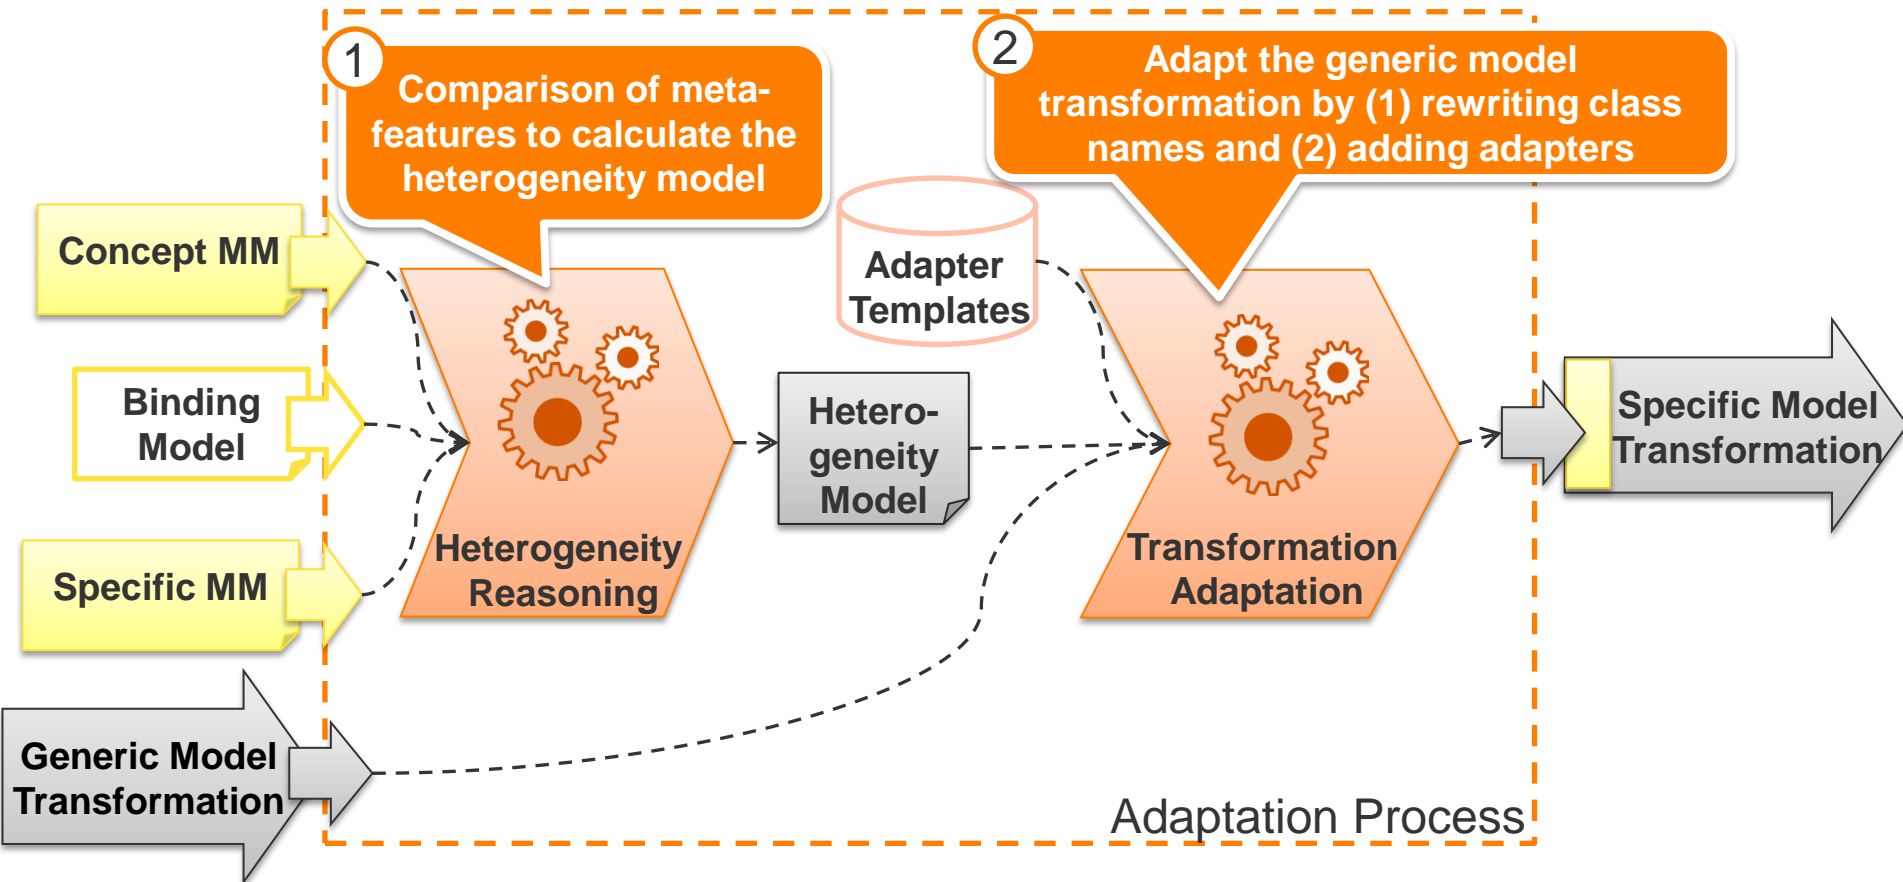 1
Comparison of meta-
features to calculate the
heterogeneity model
2
Adapt the generic model
transformation by (1) rewriting class
names and (2) adding adapters
Concept MM
Binding
Model
Specific MM
Generic Model
Transformation
Heterogeneity
Reasoning
Adapter
Templates
Hetero-
geneity
Model
Transformation
Adaptation
Specific Model
Transformation
Adaptation Process